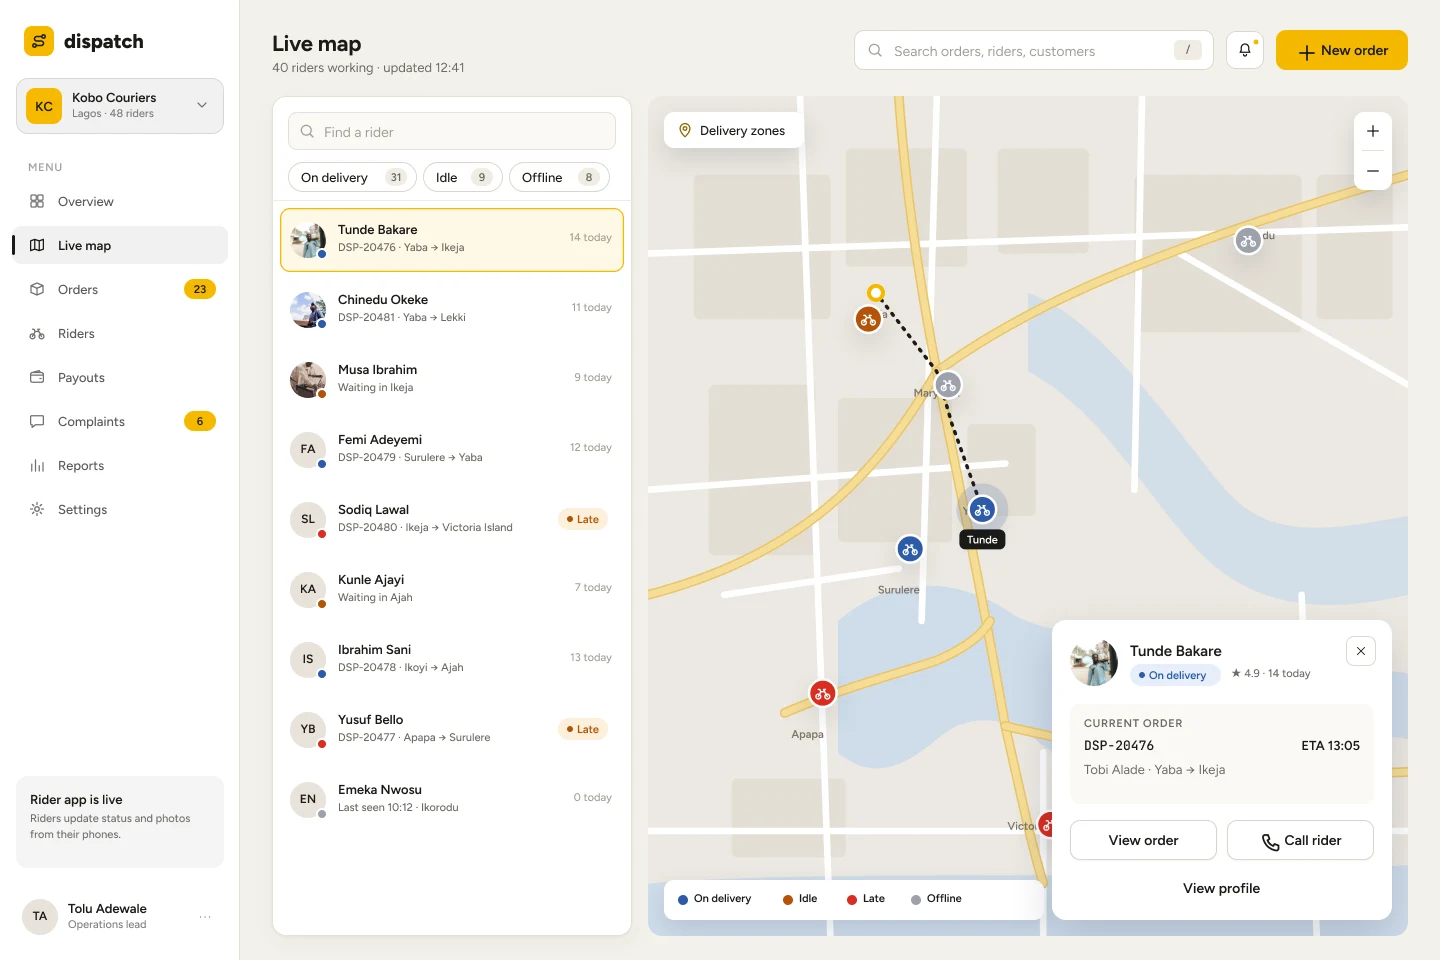 dispatch
KC
Kobo Couriers
Lagos · 48 riders
MENU
Overview
Live map
Orders
23
Riders
Payouts
Complaints
6
Reports
Settings
Rider app is live
Riders update status and photos
from their phones.
TA
Tolu Adewale
Operations lead
···
Live map
40 riders working · updated 12:41
Search orders, riders, customers
/
New order
Find a rider
On delivery 31
Idle 9
Offline 8
Tunde Bakare
DSP-20476 · Yaba → Ikeja
14 today
Chinedu Okeke
DSP-20481 · Yaba → Lekki
11 today
Musa Ibrahim
Waiting in Ikeja
9 today
FA
Femi Adeyemi
DSP-20479 · Surulere → Yaba
12 today
SL
Sodiq Lawal
DSP-20480 · Ikeja → Victoria Island
Late
KA
Kunle Ajayi
Waiting in Ajah
7 today
IS
Ibrahim Sani
DSP-20478 · Ikoyi → Ajah
13 today
YB
Yusuf Bello
DSP-20477 · Apapa → Surulere
Late
EN
Emeka Nwosu
Last seen 10:12 · Ikorodu
0 today
Delivery zones
+
−
du
a
Mary
Y
Tunde
Surulere
Apapa
Victo
On delivery
Idle
Late
Offline
Tunde Bakare
On delivery
★ 4.9 · 14 today
CURRENT ORDER
DSP-20476
ETA 13:05
Tobi Alade · Yaba → Ikeja
View order
Call rider
View profile